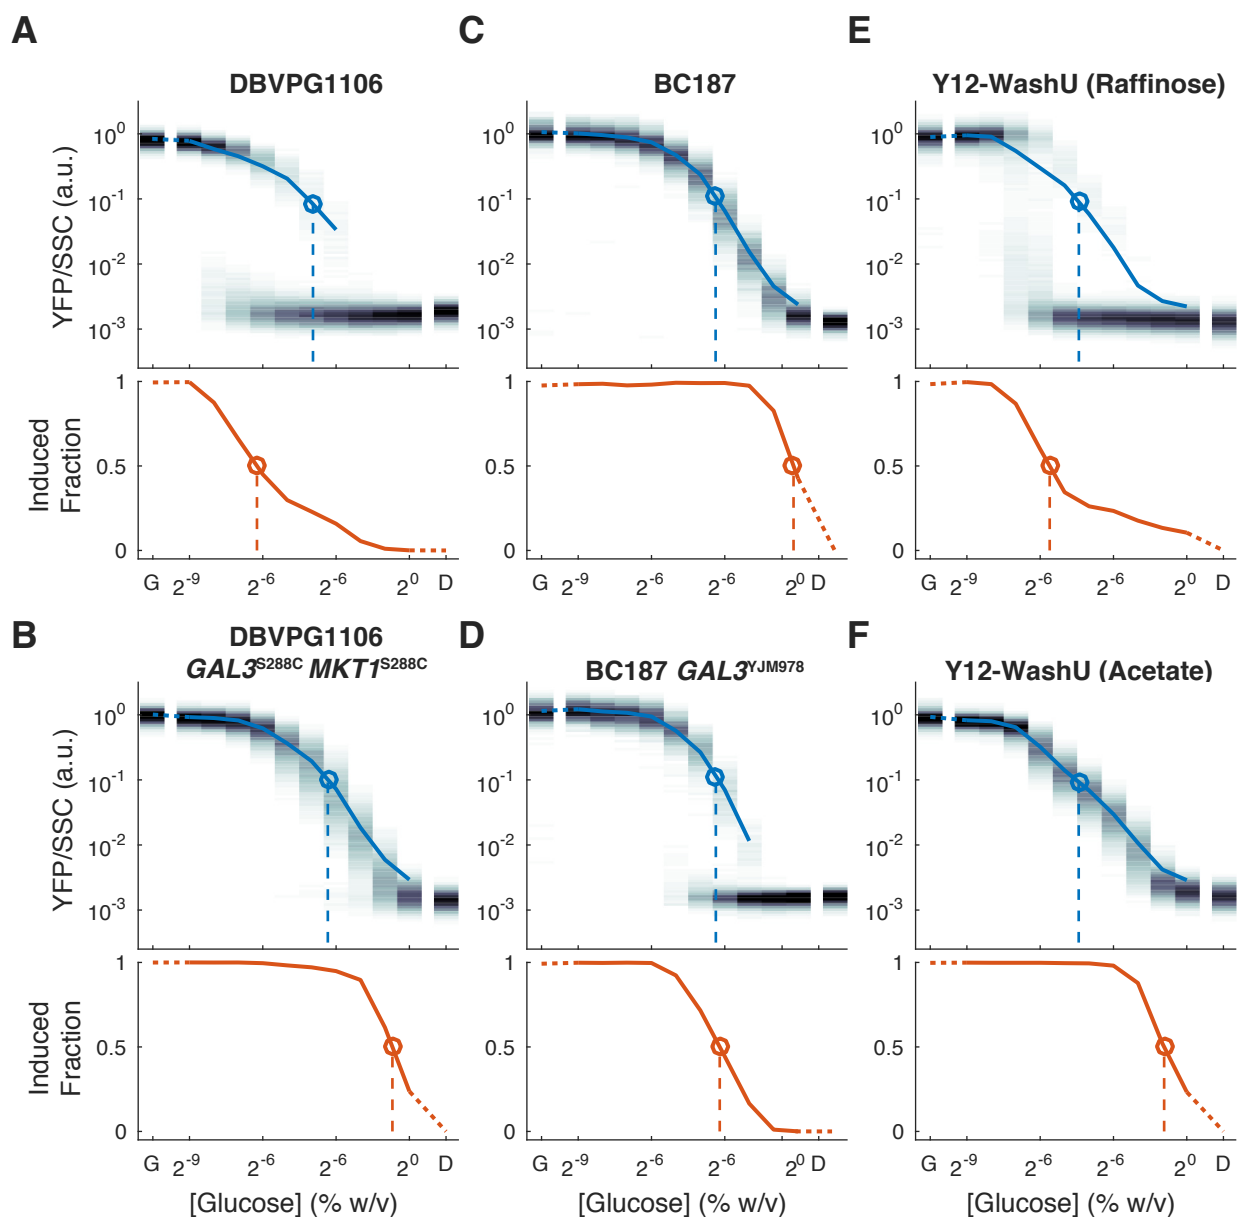 A
DBVPG1106
YFP/SSC (a.u.)
10^0
10^-1
10^-2
10^-3
Induced
Fraction
1
0.5
0
G 2^-9 2^-6 2^-6 2^0 D
C
BC187
10^0
10^-1
10^-2
10^-3
1
0.5
0
G 2^-9 2^-6 2^-6 2^0 D
E
Y12-WashU (Raffinose)
10^0
10^-1
10^-2
10^-3
1
0.5
0
G 2^-9 2^-6 2^-6 2^0 D
B
DBVPG1106
GAL3^S288C MKT1^S288C
YFP/SSC (a.u.)
10^0
10^-1
10^-2
10^-3
Induced
Fraction
1
0.5
0
G 2^-9 2^-6 2^-6 2^0 D
[Glucose] (% w/v)
D
BC187 GAL3^YJM978
10^0
10^-1
10^-2
10^-3
1
0.5
0
G 2^-9 2^-6 2^-6 2^0 D
[Glucose] (% w/v)
F
Y12-WashU (Acetate)
10^0
10^-1
10^-2
10^-3
1
0.5
0
G 2^-9 2^-6 2^-6 2^0 D
[Glucose] (% w/v)